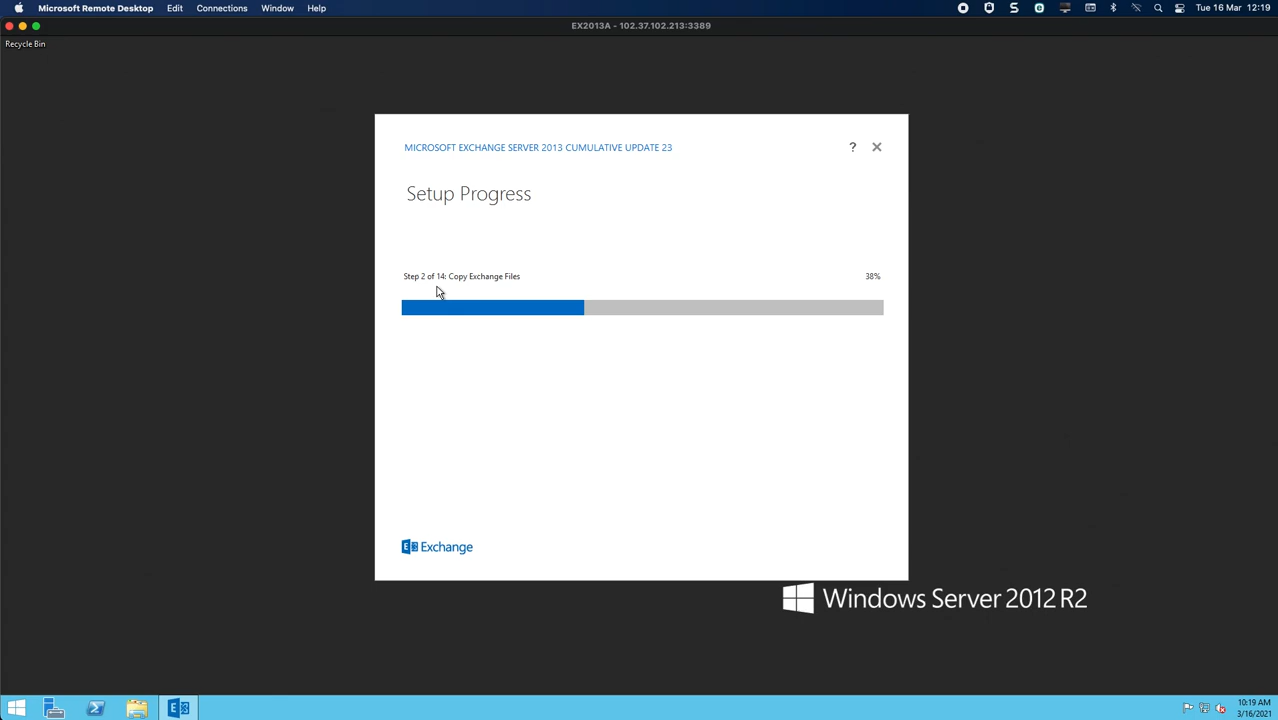 Microsoft Remote Desktop Edit Connections Window Help Tue 16 Mar 12:19
EX2013A - 102.37.102.213:3389
Recycle Bin
MICROSOFT EXCHANGE SERVER 2013 CUMULATIVE UPDATE 23 ? ✕
Setup Progress
Step 2 of 14: Copy Exchange Files 38%
Exchange
Windows Server 2012 R2
10:19 AM
3/16/2021